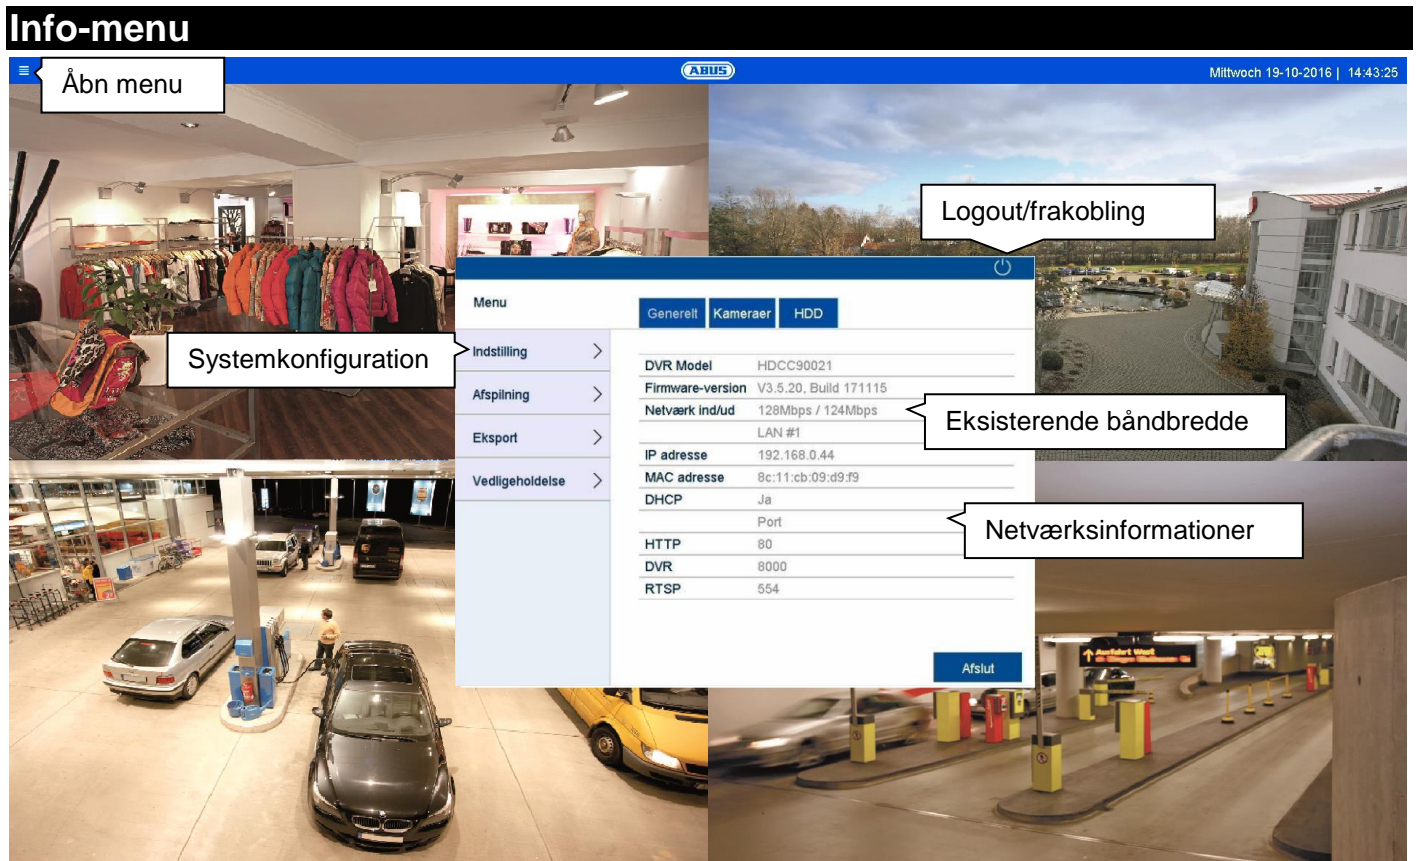 Info-menu
Åbn menu
ABUS
Mittwoch 19-10-2016 | 14:43:25
Logout/frakobling
Menu
Generelt Kameraer HDD
Systemkonfiguration
Indstilling
Afspilning
Eksport
Vedligeholdelse
DVR Model HDCC90021
Firmware-version V3.5.20, Build 171115
Netværk ind/ud 128Mbps / 124Mbps
LAN #1
IP adresse 192.168.0.44
MAC adresse 8c:11:cb:09:d9:f9
DHCP Ja
Port
HTTP 80
DVR 8000
RTSP 554
Eksisterende båndbredde
Netværksinformationer
Afslut
Ausfahrt West